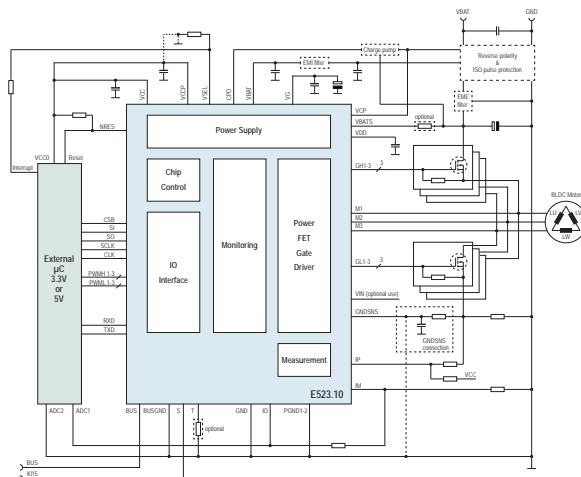 VBAT
GND
Charge pump
EMI filter
Reverse polarity
&
ISO pulse protection
EME
filter
VCC
VCCP
VSEL
CPO
VBAT
VG
VCP
VBATS
optional
VDD
NRES
VCC0
Reset
Interrupt
Power Supply
Chip
Control
IO
Interface
Monitoring
Power
FET
Gate
Driver
Measurement
E523.10
GH1-3
3
M1
M2
M3
BLDC Motor
LU
LV
LW
GL1-3
3
VIN (optional use)
GNDSNS
GNDSNS
connection
IP
VCC
IM
External
µC
3.3V
or
5V
CSB
SI
SO
SCLK
CLK
PWMH 1-3
PWML 1-3
RXD
TXD
ADC2
ADC1
BUS
BUSGND
S
T
GND
IO
PGND1-2
optional
BUS
Kl15